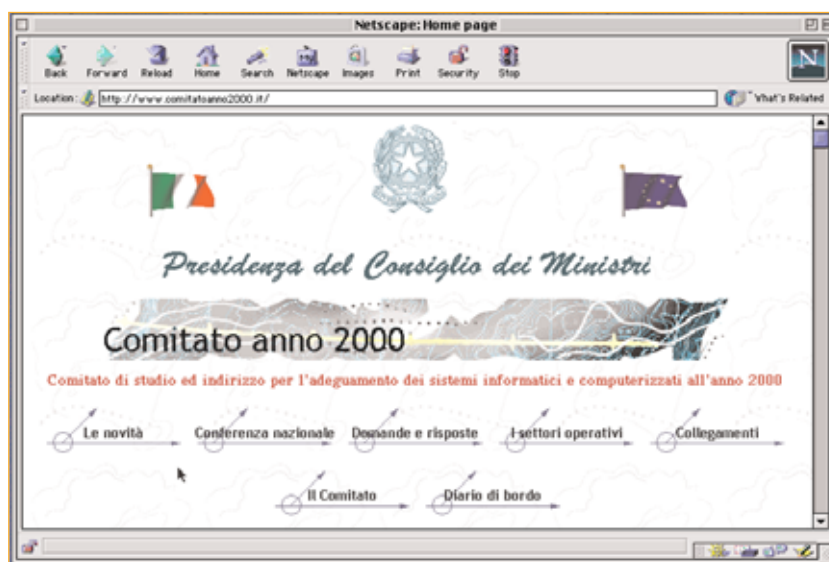 Netscape: Home page
Back Forward Reload Home Search Netscape Images Print Security Stop
N
Location: http://www.comitatoanno2000.it/ What's Related
Presidenza del Consiglio dei Ministri
Comitato anno 2000
Comitato di studio ed indirizzo per l'adeguamento dei sistemi informatici e computerizzati all'anno 2000
Le novità Conferenza nazionale Domande e risposte I settori operativi Collegamenti
Il Comitato Diario di bordo